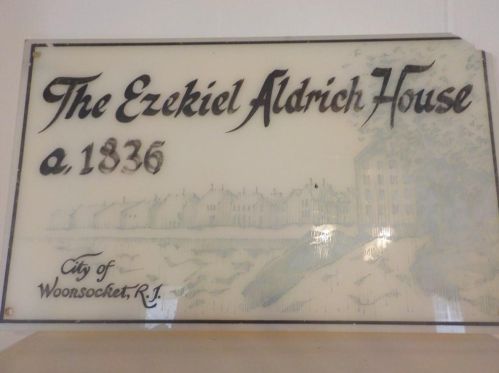 The Ezekiel Aldrich House
a. 1836
City of
Woonsocket, R.I.